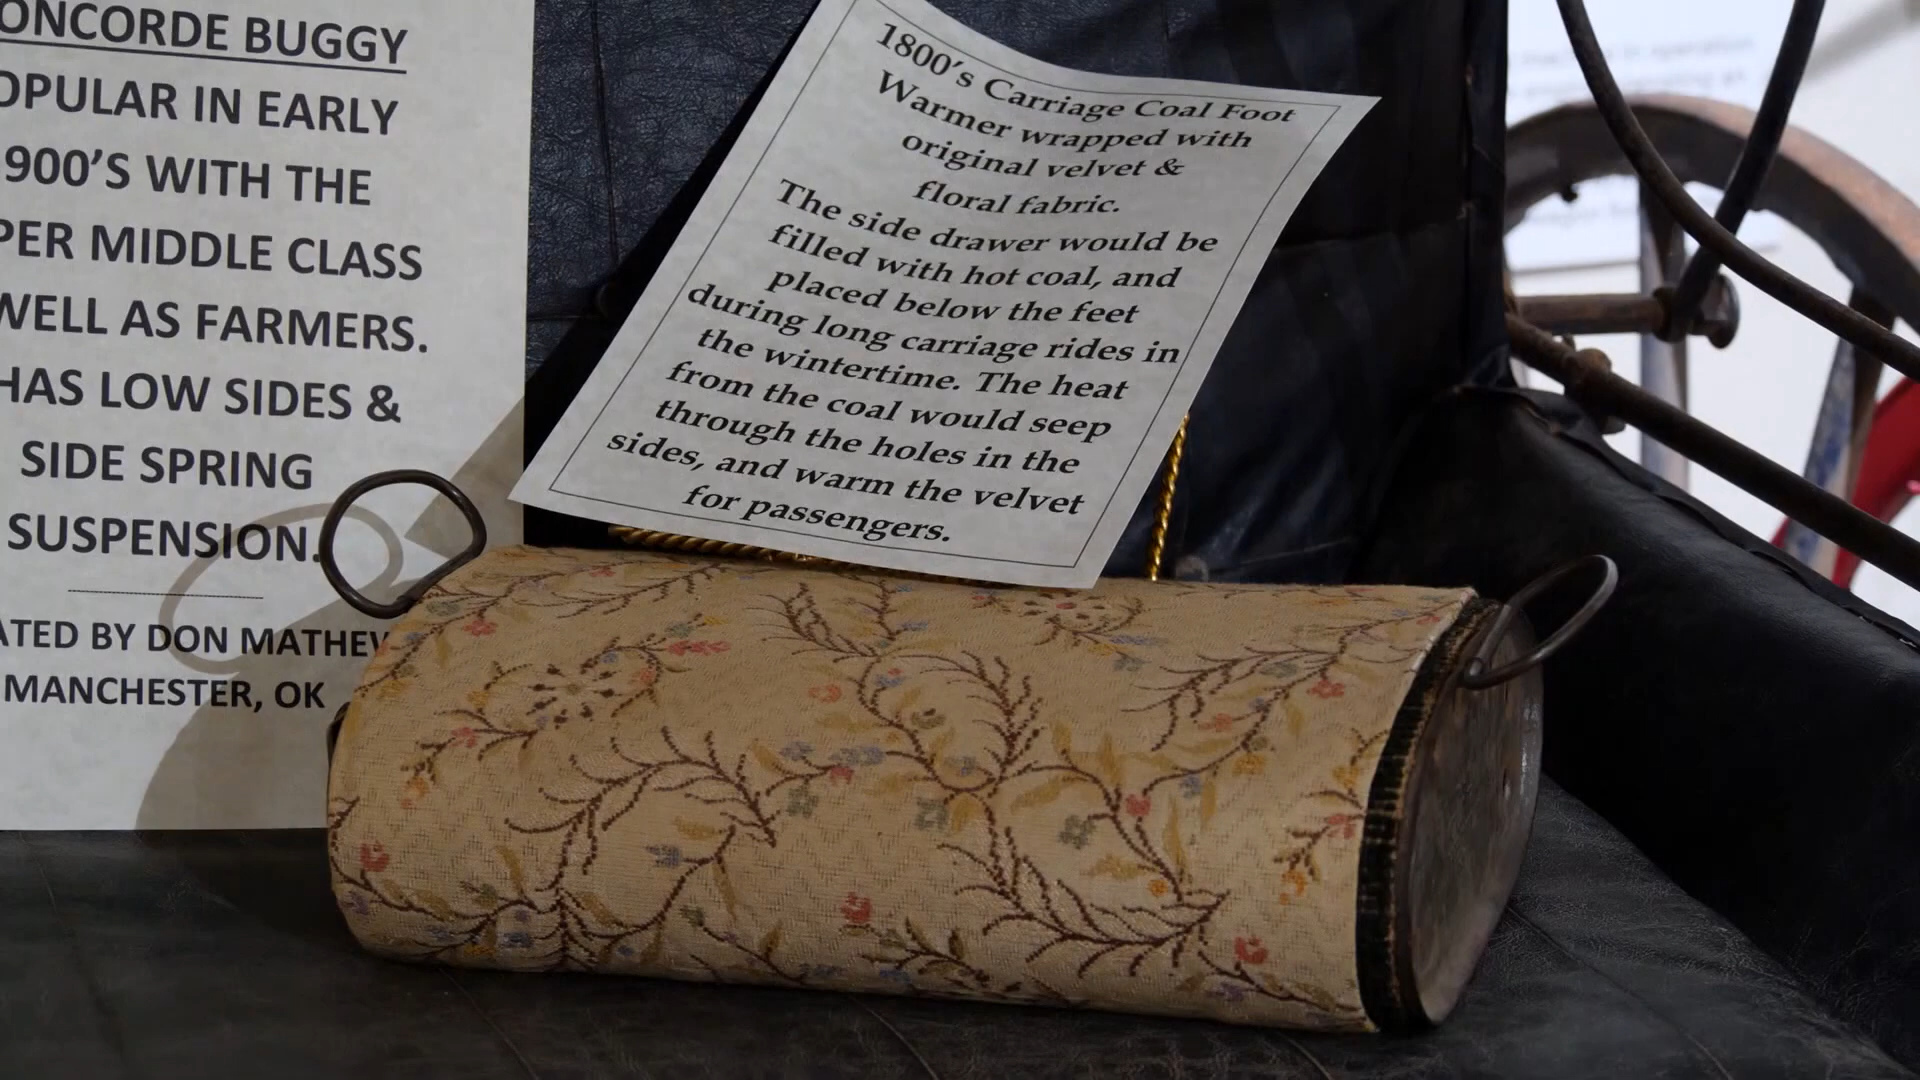 ONCORDE BUGGY
OPULAR IN EARLY
900'S WITH THE
PER MIDDLE CLASS
WELL AS FARMERS.
HAS LOW SIDES &
SIDE SPRING
SUSPENSION.
ATED BY DON MATHEW
MANCHESTER, OK
1800's Carriage Coal Foot
Warmer wrapped with
original velvet &
floral fabric.
The side drawer would be
filled with hot coal, and
placed below the feet
during long carriage rides in
the wintertime. The heat
from the coal would seep
through the holes in the
sides, and warm the velvet
for passengers.